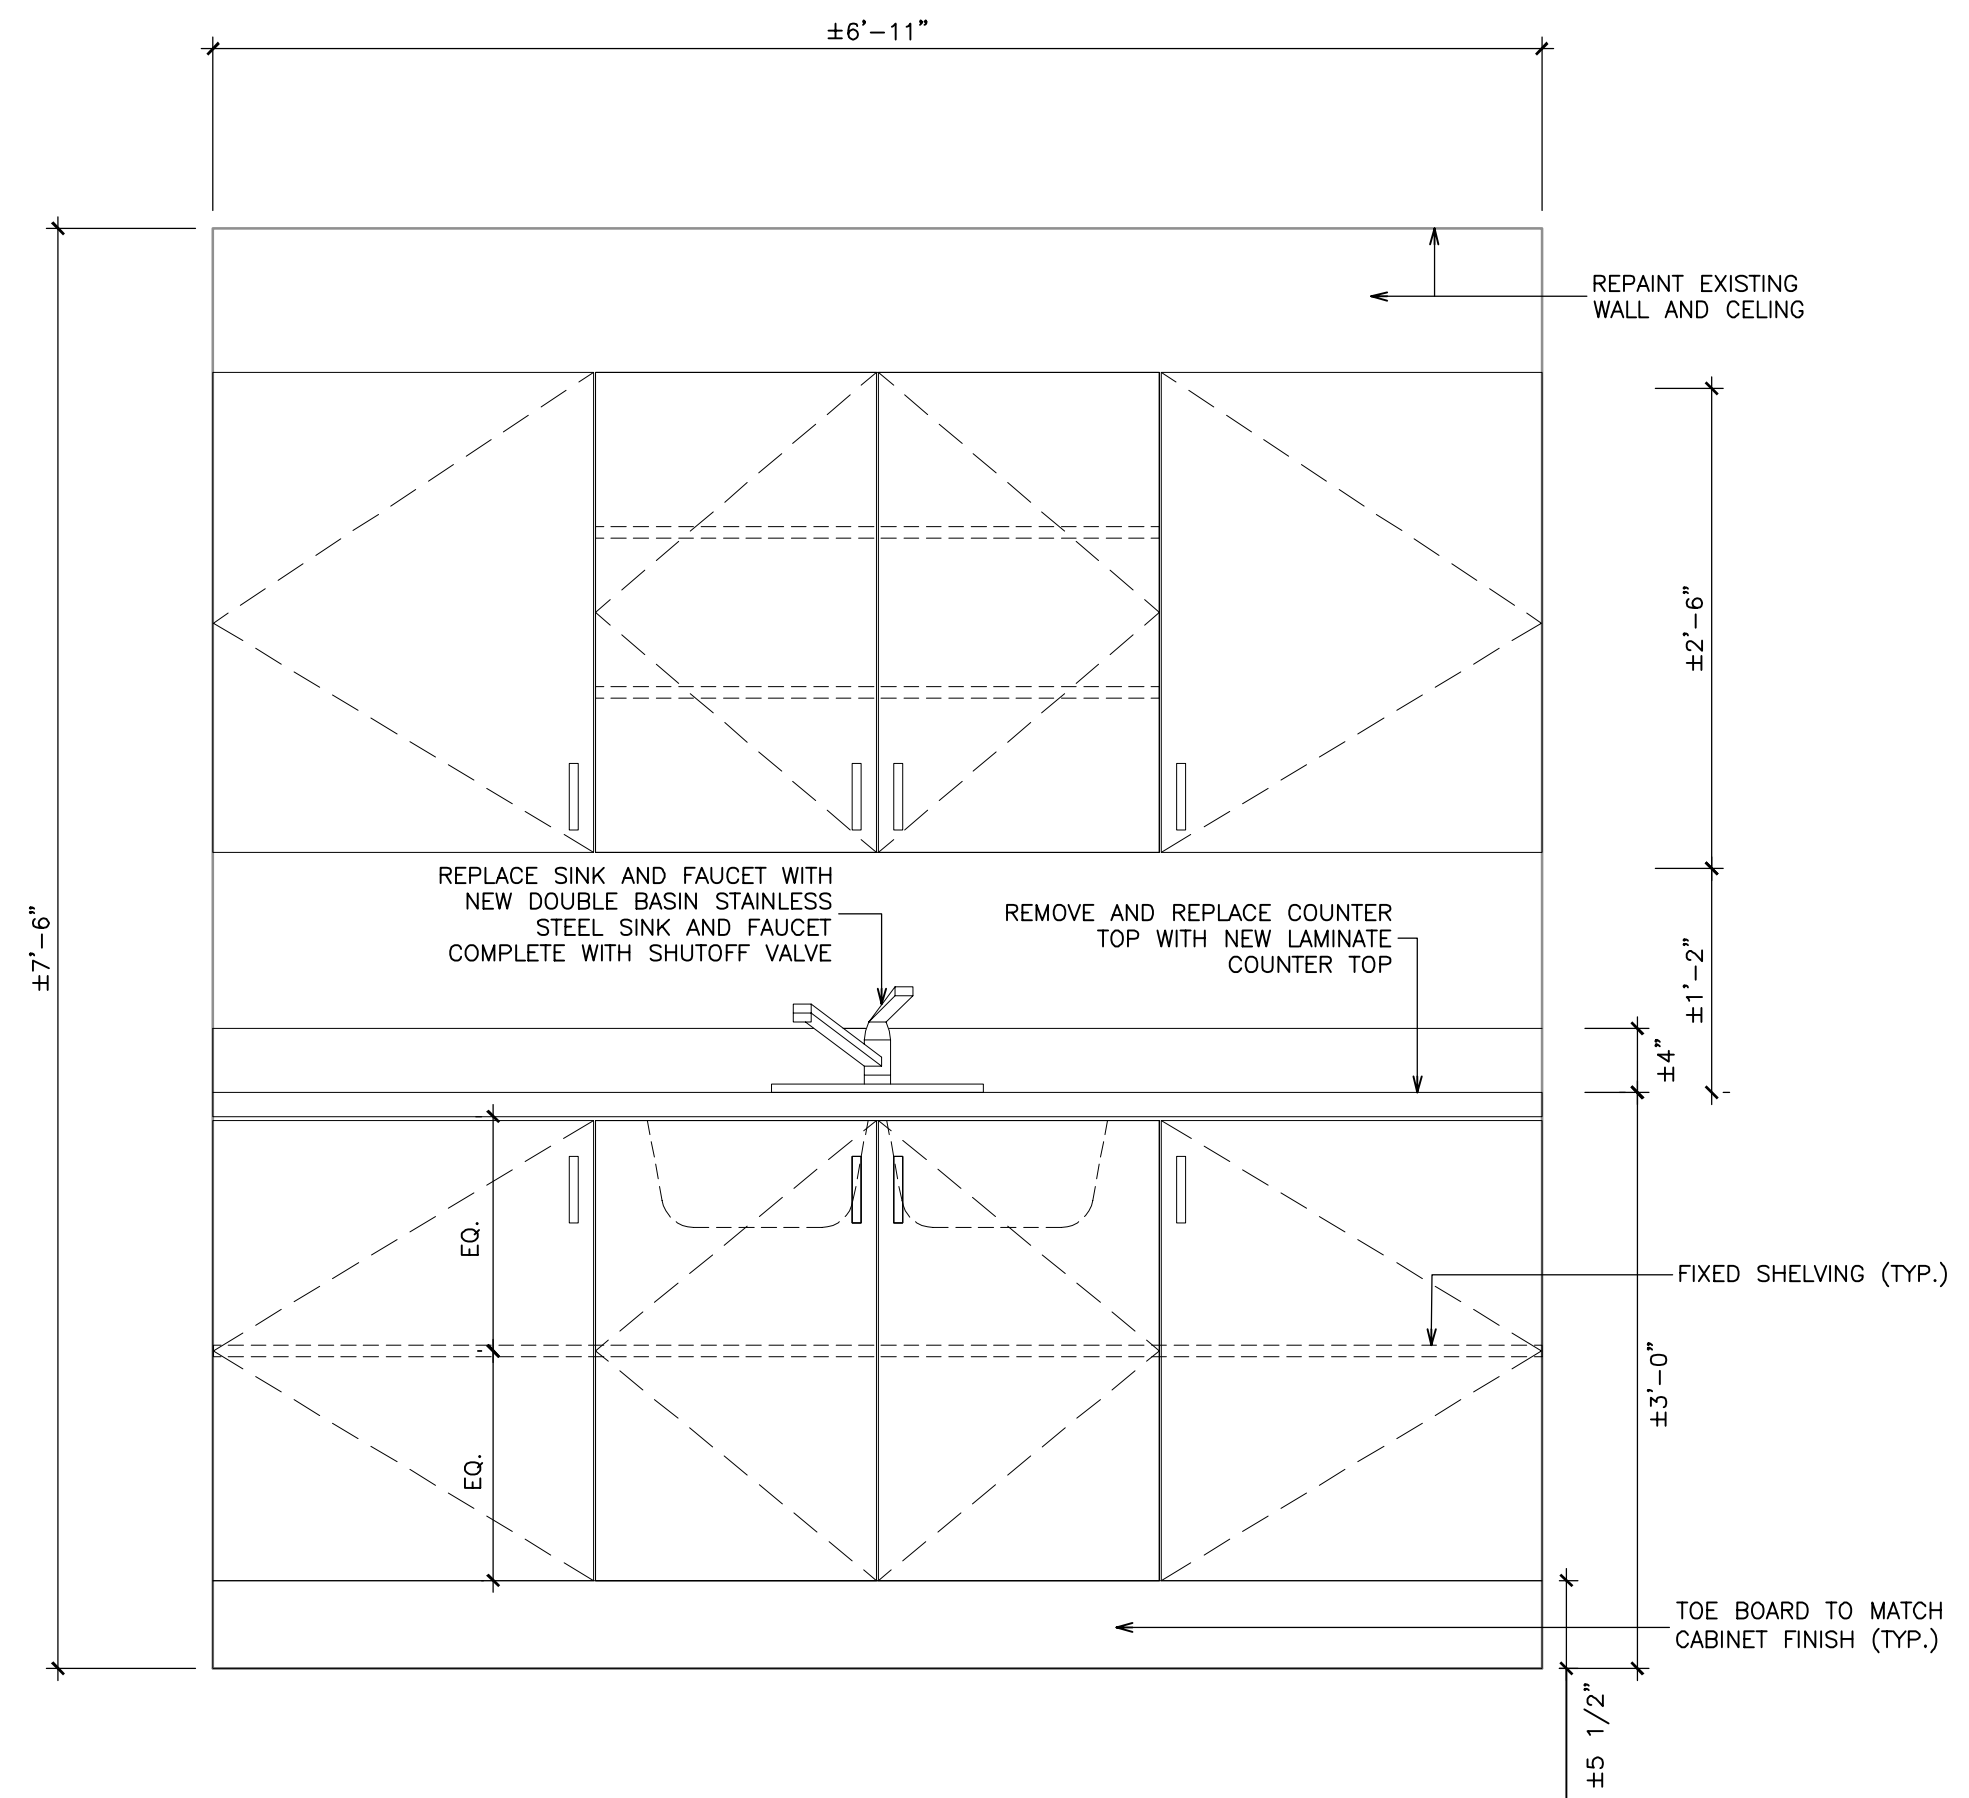 ±6'-11"
REPAINT EXISTING
WALL AND CELING
±2'-6"
±7'-6"
REPLACE SINK AND FAUCET WITH
NEW DOUBLE BASIN STAINLESS
STEEL SINK AND FAUCET
COMPLETE WITH SHUTOFF VALVE
REMOVE AND REPLACE COUNTER
TOP WITH NEW LAMINATE
COUNTER TOP
±1'-2"
±4"
EQ.
FIXED SHELVING (TYP.)
±3'-0"
EQ.
TOE BOARD TO MATCH
CABINET FINISH (TYP.)
±5 1/2"